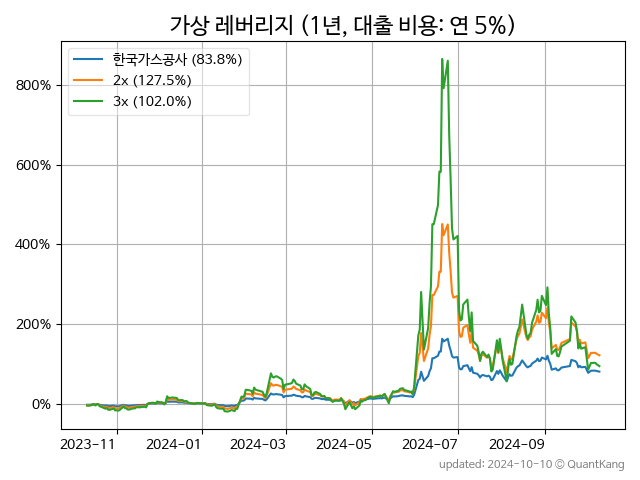 가상 레버리지 (1년, 대출 비용: 연 5%)
한국가스공사 (83.8%)
2x (127.5%)
3x (102.0%)
800%
600%
400%
200%
0%
2023-11 2024-01 2024-03 2024-05 2024-07 2024-09
updated: 2024-10-10 © QuantKang